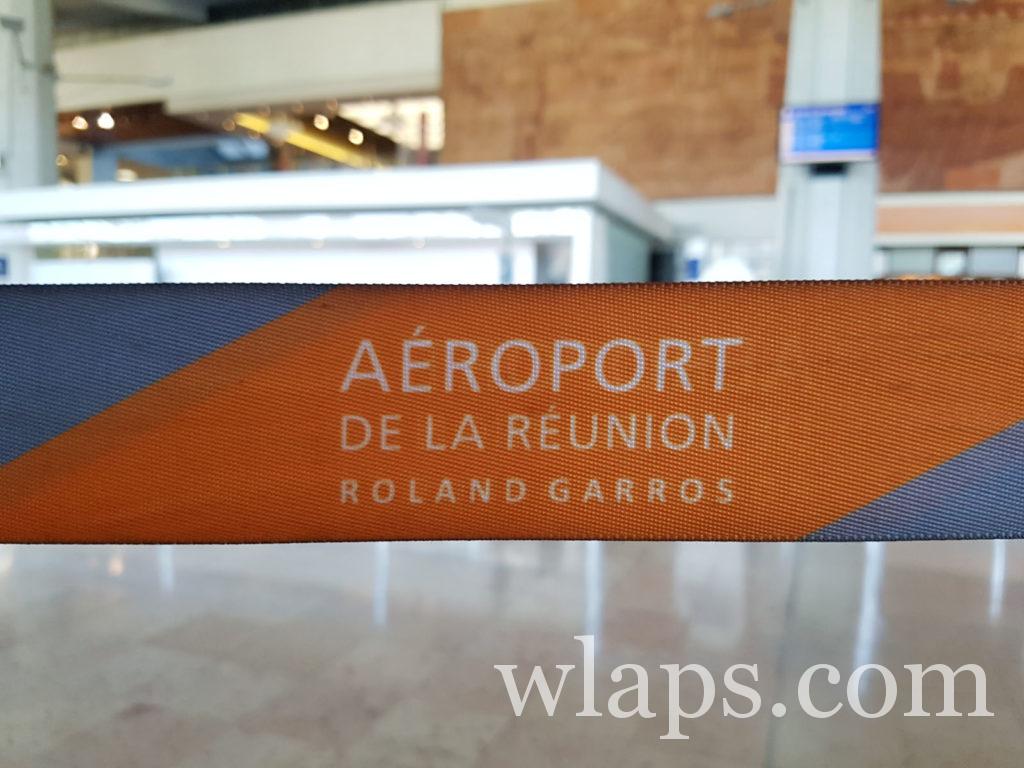 AÉROPORT
DE LA RÉUNION
ROLAND GARROS
wlaps.com